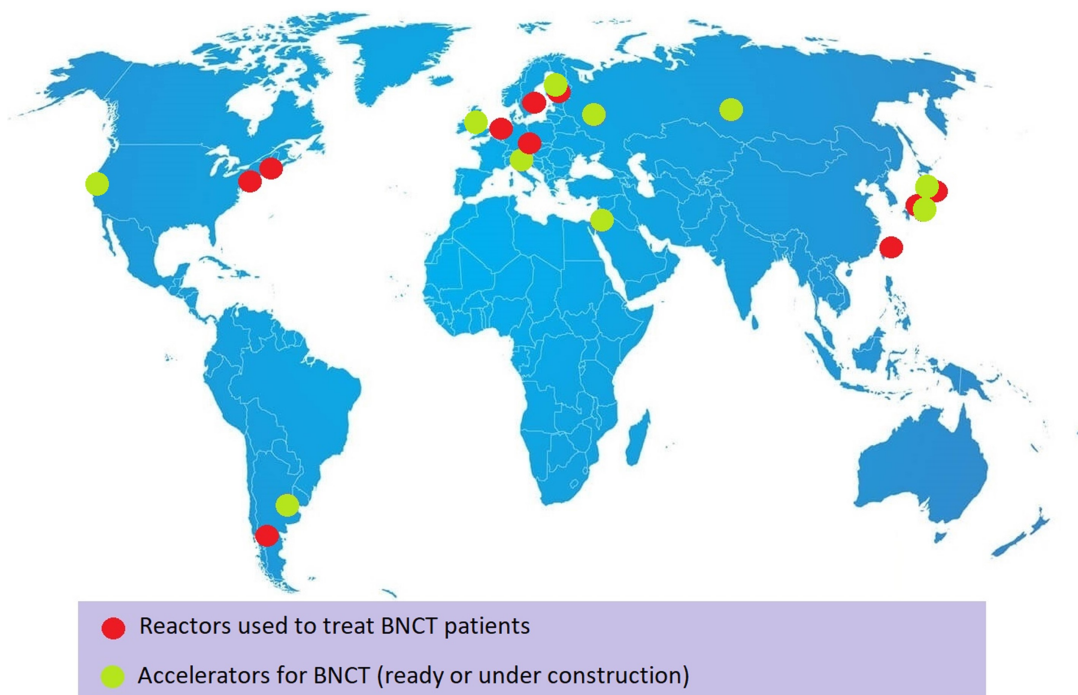 Reactors used to treat BNCT patients
Accelerators for BNCT (ready or under construction)